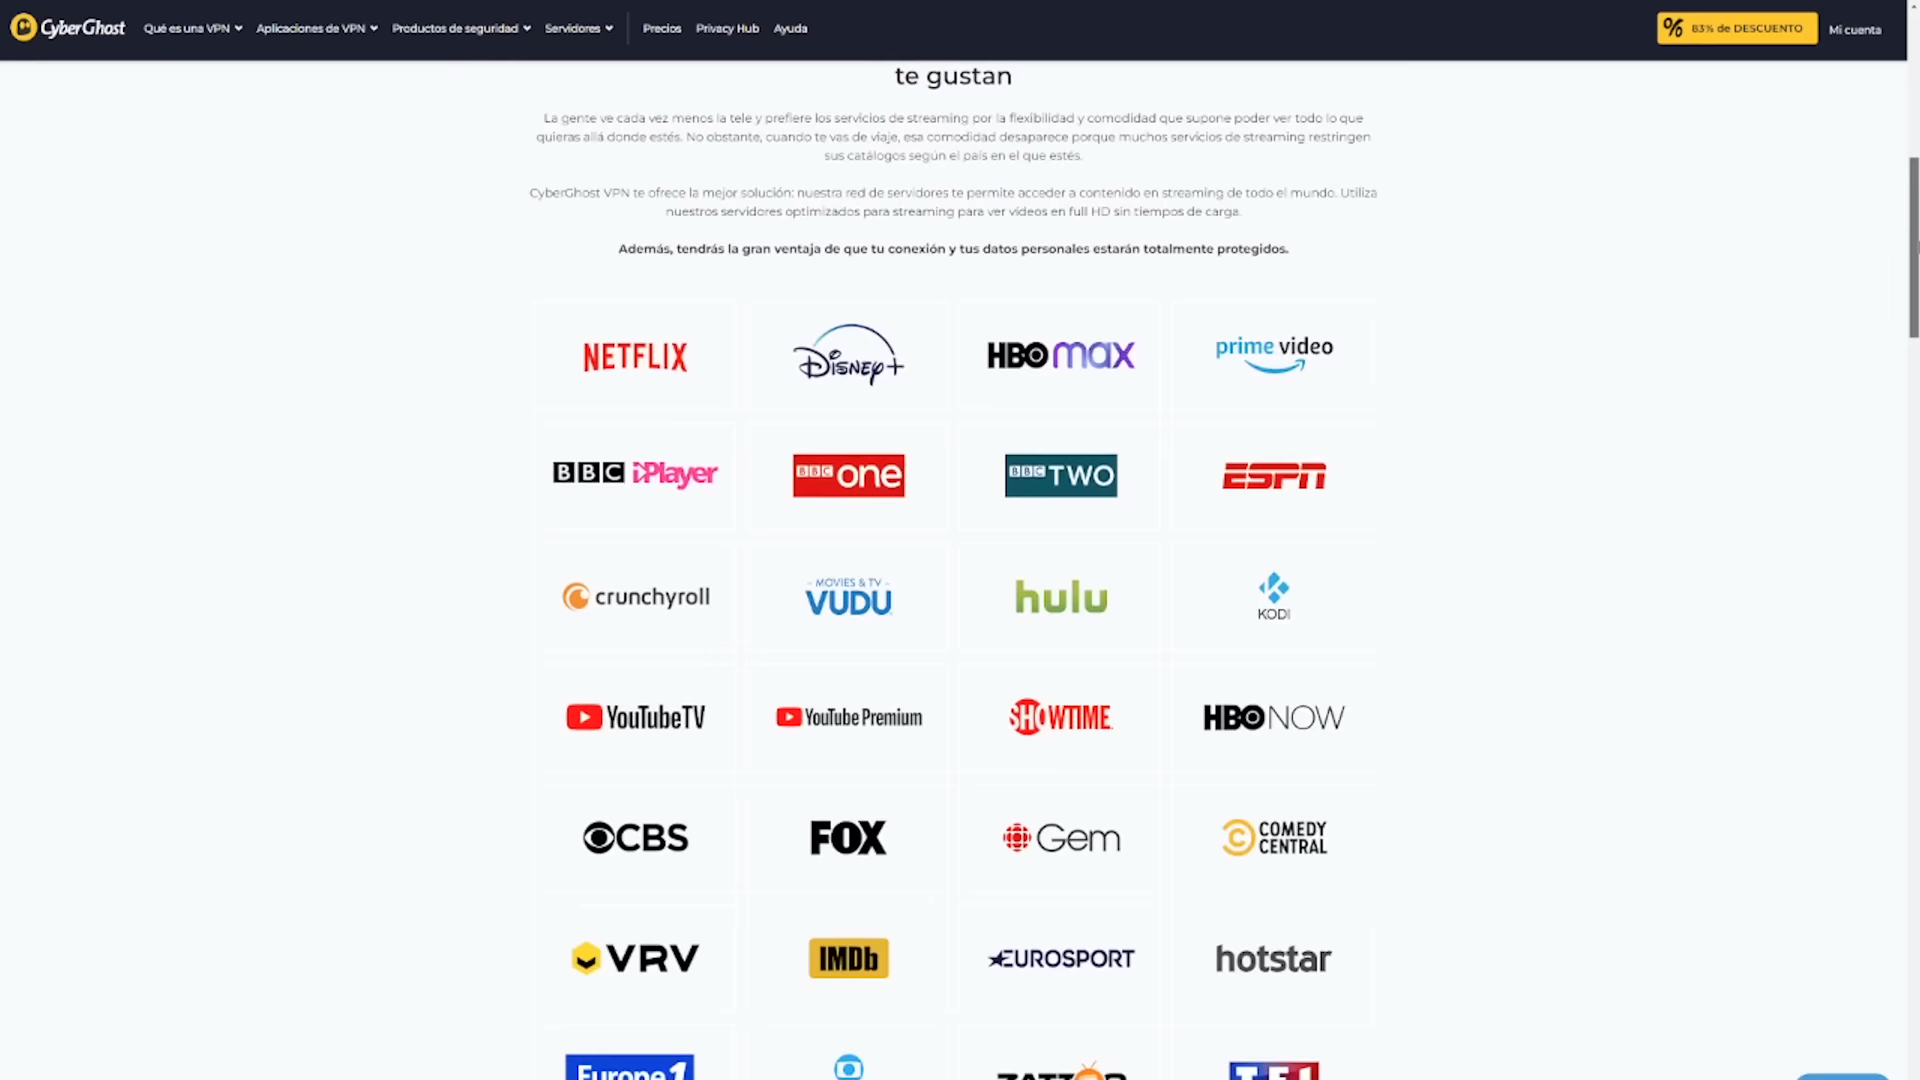 CyberGhost Qué es una VPN Aplicaciones de VPN Productos de seguridad Servidores Precios Privacy Hub Ayuda % 83% de DESCUENTO Mi cuenta
te gustan
La gente ve cada vez menos la tele y prefiere los servicios de streaming por la flexibilidad y comodidad que supone poder ver todo lo que
quieras allá donde estés. No obstante, cuando te vas de viaje, esa comodidad desaparece porque muchos servicios de streaming restringen
sus catálogos según el país en el que estés.
CyberGhost VPN te ofrece la mejor solución: nuestra red de servidores te permite acceder a contenido en streaming de todo el mundo. Utiliza
nuestros servidores optimizados para streaming para ver vídeos en full HD sin tiempos de carga.
Además, tendrás la gran ventaja de que tu conexión y tus datos personales estarán totalmente protegidos.
NETFLIX Disney+ HBO max prime video
BBC iPlayer BBC one BBC TWO ESPN
crunchyroll - MOVIES & TV - VUDU hulu KODI
YouTubeTV YouTube Premium SHOWTIME HBO NOW
CBS FOX Gem COMEDY CENTRAL
VRV IMDb EUROSPORT hotstar
Europe 1 ZATTOO TF1